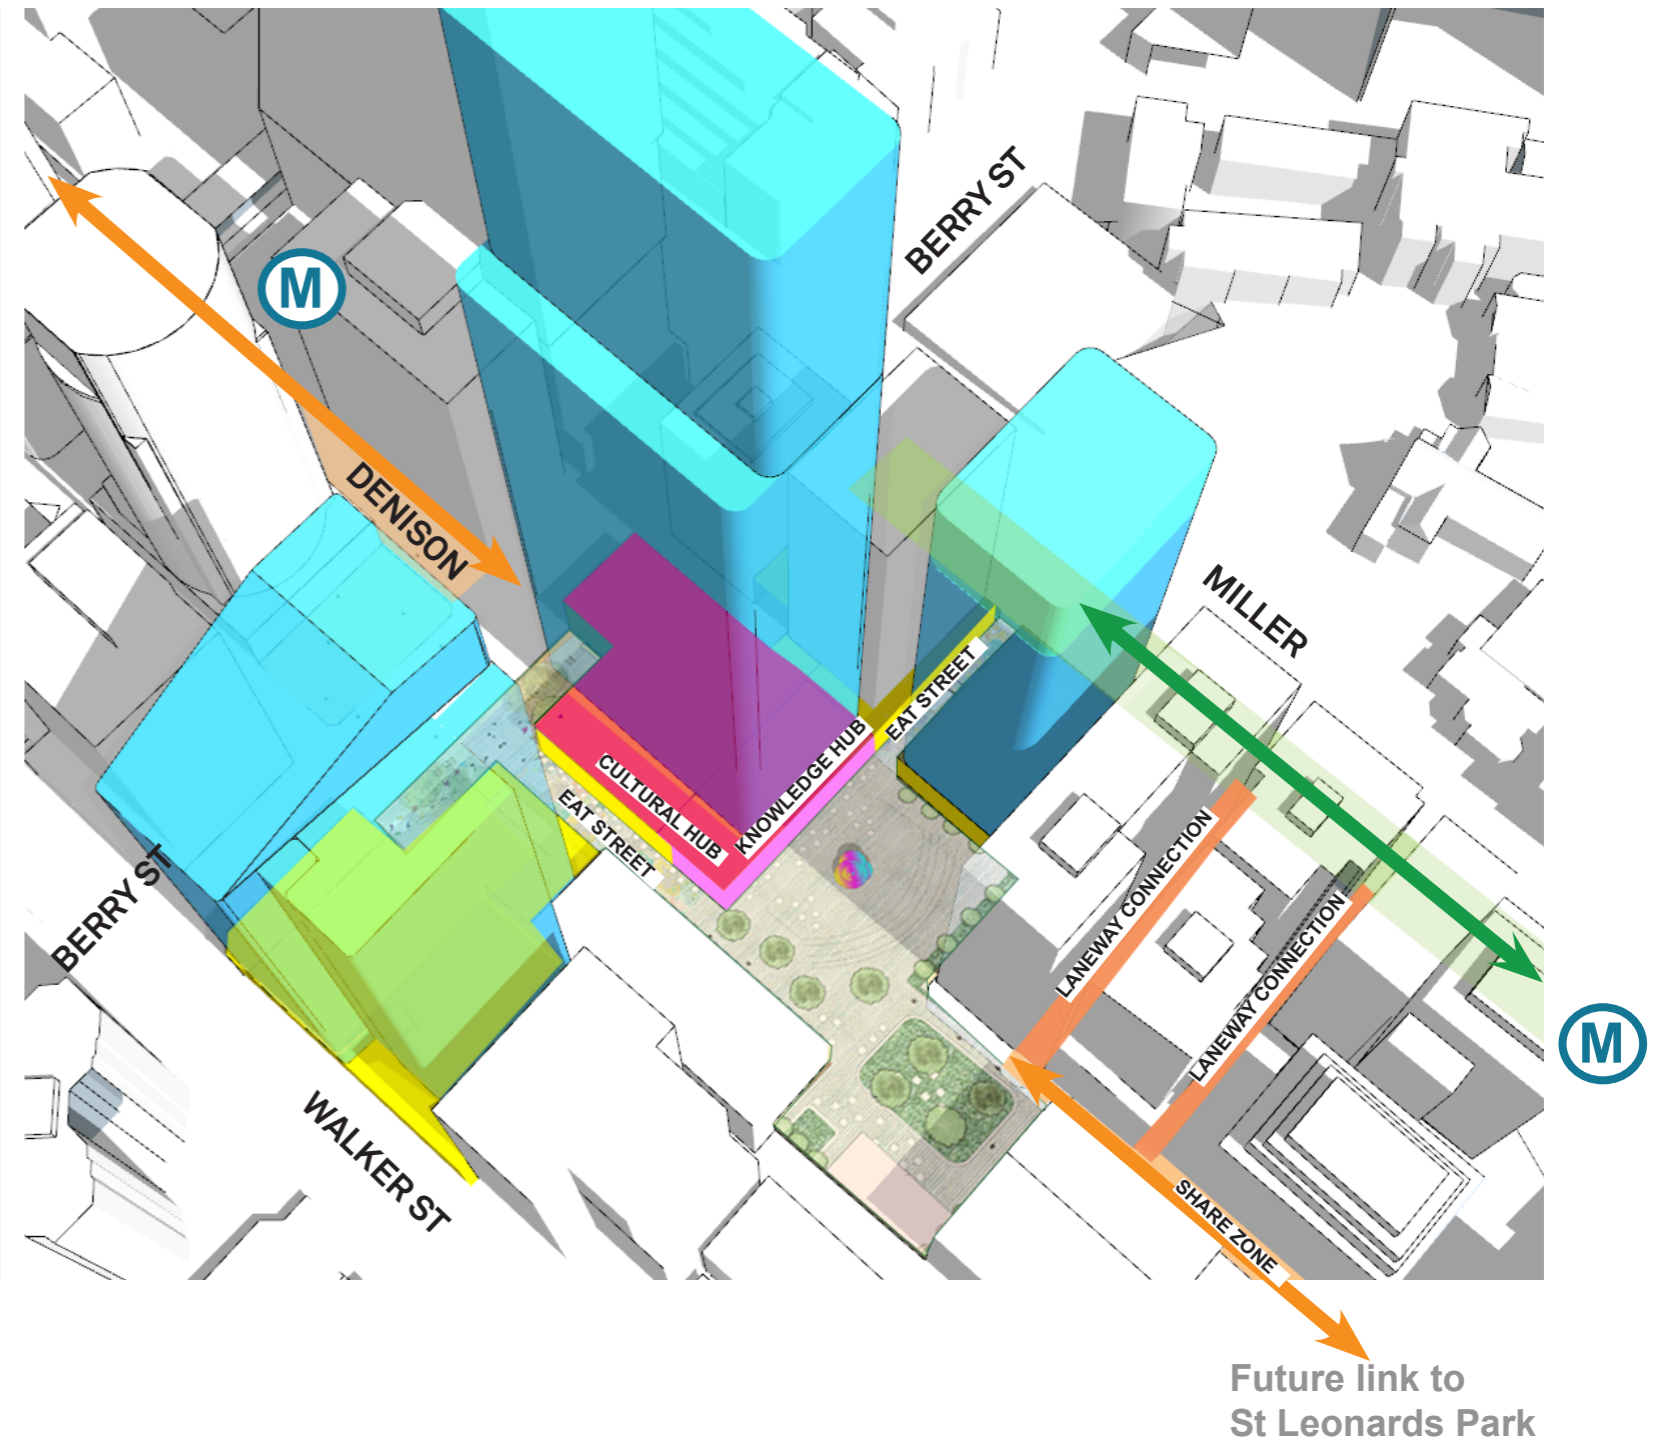 BERRY ST
M
DENISON
MILLER
EAT STREET
KNOWLEDGE HUB
CULTURAL HUB
EAT STREET
LANEWAY CONNECTION
LANEWAY CONNECTION
BERRY ST
M
WALKER ST
SHARE ZONE
Future link to
St Leonards Park